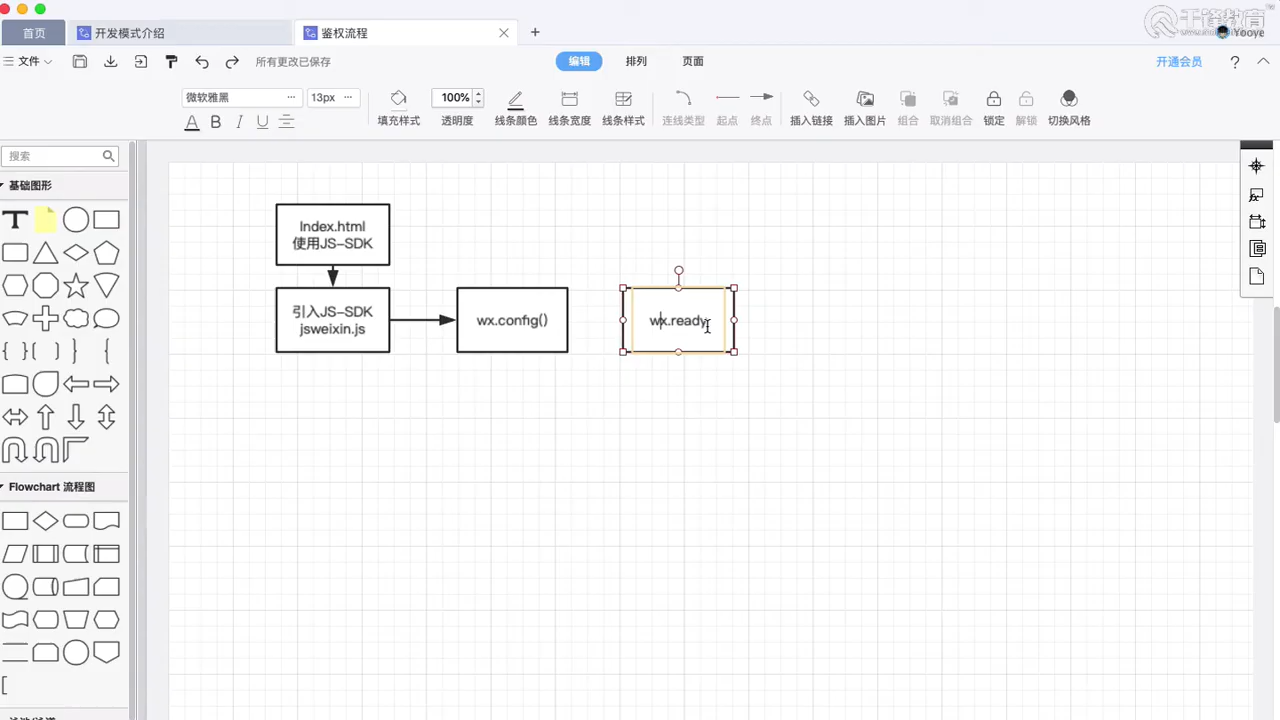 千锋教育
首页
开发模式介绍
鉴权流程
Yooye
文件
所有更改已保存
编辑
排列
页面
开通会员
微软雅黑
13px
100%
填充样式
透明度
线条颜色
线条宽度
线条样式
连线类型
起点
终点
插入链接
插入图片
组合
取消组合
锁定
解锁
切换风格
搜索
基础图形
Flowchart 流程图
Index.html
使用JS-SDK
引入JS-SDK
jsweixin.js
wx.config()
wx.ready